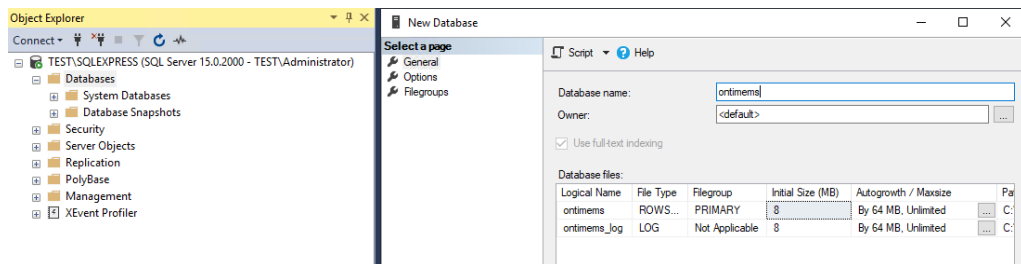 Object Explorer
Connect
TEST\SQLEXPRESS (SQL Server 15.0.2000 - TEST\Administrator)
Databases
System Databases
Database Snapshots
Security
Server Objects
Replication
PolyBase
Management
XEvent Profiler
New Database
Select a page
General
Options
Filegroups
Script
Help
Database name: ontimems
Owner: <default> ...
Use full-text indexing
Database files:
Logical Name File Type Filegroup Initial Size (MB) Autogrowth / Maxsize
ontimems ROWS... PRIMARY 8 By 64 MB, Unlimited ... C:
ontimems_log LOG Not Applicable 8 By 64 MB, Unlimited ... C: